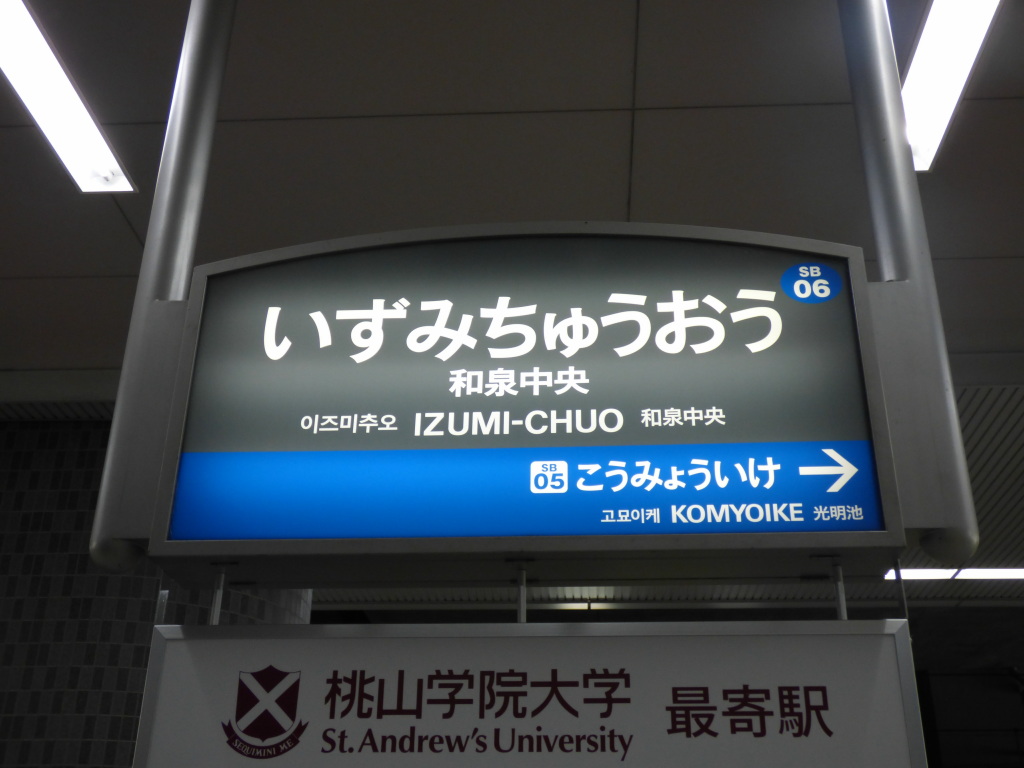 SB
06
いずみちゅうおう
和泉中央
이즈미추오 IZUMI-CHUO 和泉中央
SB
05 こうみょういけ →
고묘이케 KOMYOIKE 光明池
桃山学院大学 最寄駅
St. Andrew's University
SEQUIMINI ME